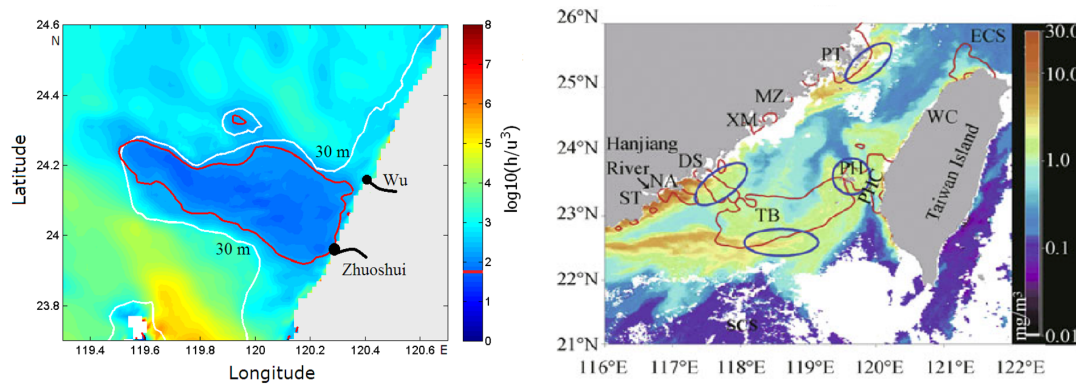 24.6
N
24.4
24.2
24
23.8
Latitude
119.4
119.6
119.8
120
120.2
120.4
120.6
E
Longitude
30 m
30 m
Wu
Zhuoshui
8
7
6
5
4
3
2
1
0
log10(h/u³)
26°N
25°N
24°N
23°N
22°N
21°N
116°E
117°E
118°E
119°E
120°E
121°E
122°E
PT
ECS
MZ
XM
WC
Hanjiang
River
DS
NA
ST
PH
PHC
TB
Taiwan Island
SCS
30.0
10.0
1.0
0.1
0.01
mg/m³